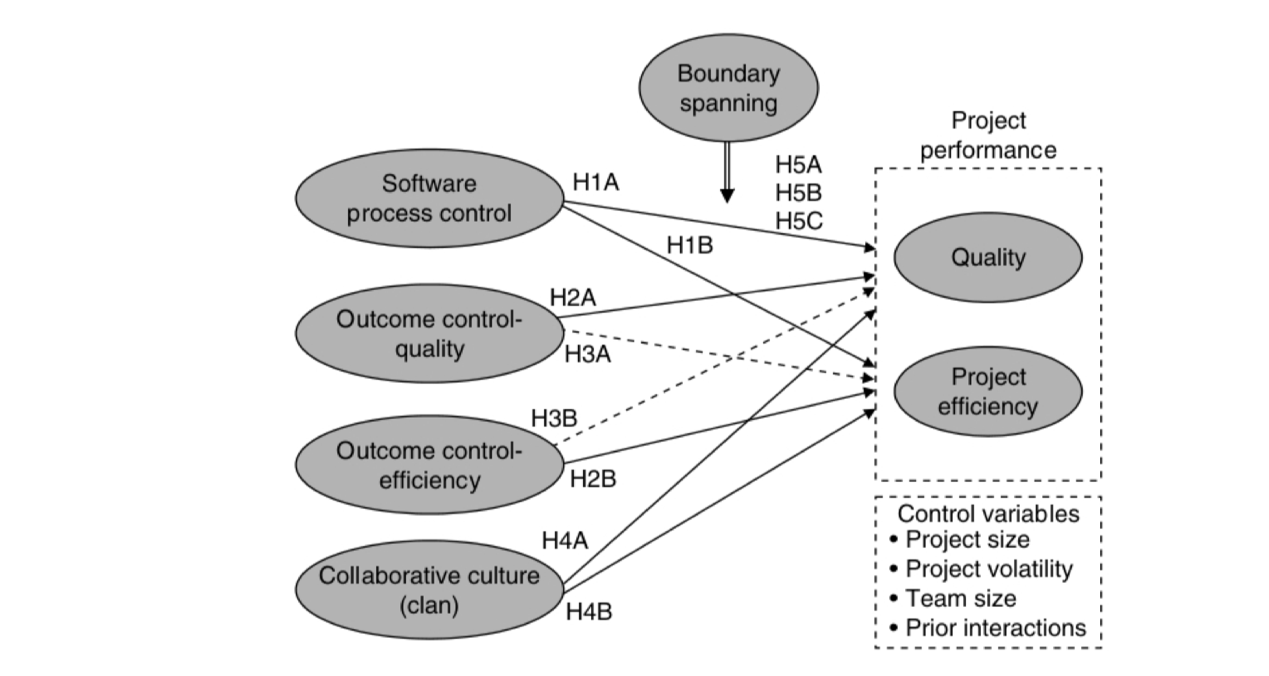 Boundary
spanning
Project
performance
Software
process control
H1A
H5A
H5B
H5C
H1B
Quality
Outcome control-
quality
H2A
H3A
Project
efficiency
H3B
Outcome control-
efficiency
H2B
H4A
Collaborative culture
(clan)
H4B
Control variables
• Project size
• Project volatility
• Team size
• Prior interactions